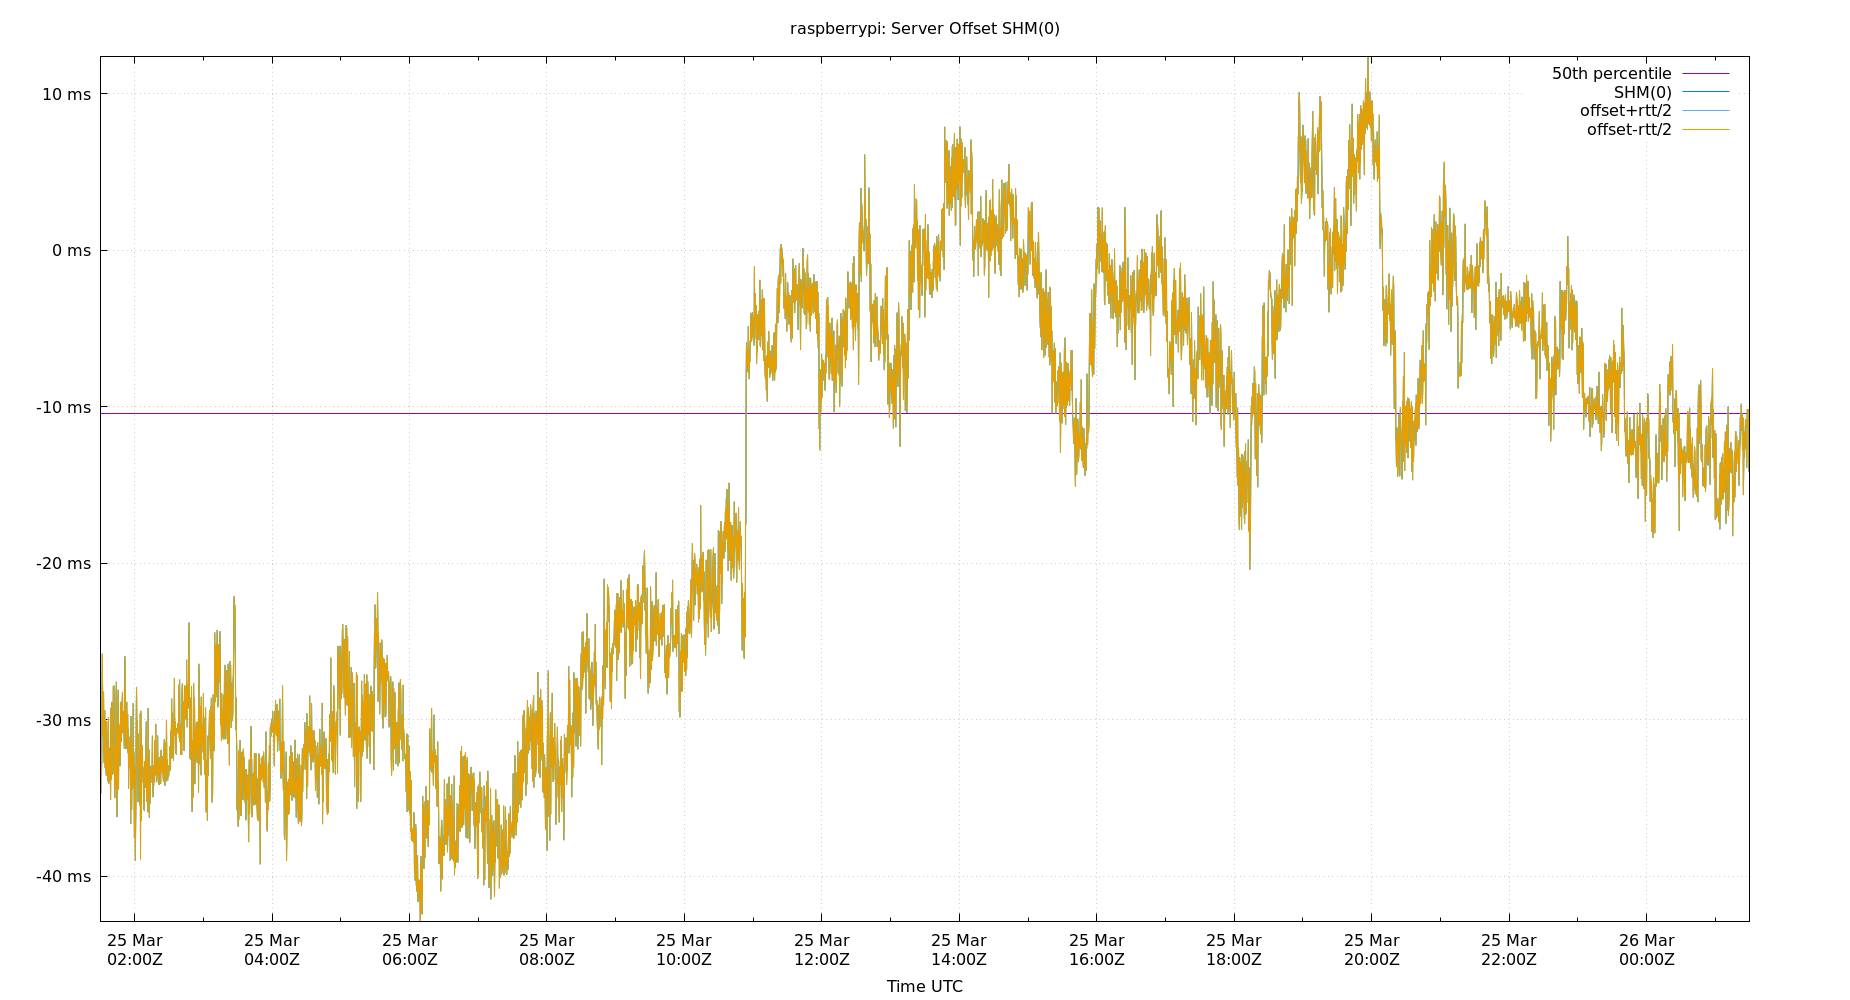 raspberrypi: Server Offset SHM(0)
50th percentile
SHM(0)
offset+rtt/2
offset-rtt/2
10 ms
0 ms
-10 ms
-20 ms
-30 ms
-40 ms
25 Mar 25 Mar 25 Mar 25 Mar 25 Mar 25 Mar 25 Mar 25 Mar 25 Mar 25 Mar 25 Mar 26 Mar
02:00Z 04:00Z 06:00Z 08:00Z 10:00Z 12:00Z 14:00Z 16:00Z 18:00Z 20:00Z 22:00Z 00:00Z
Time UTC